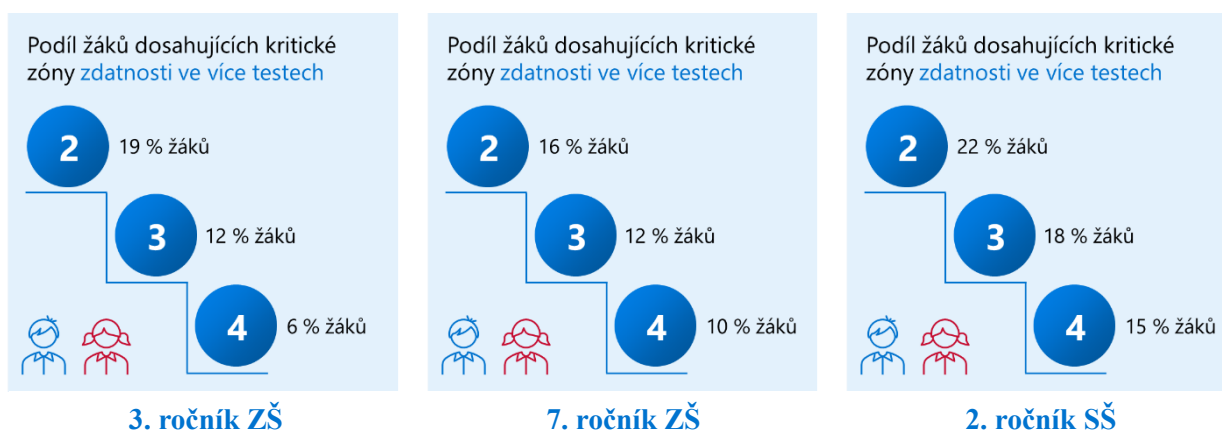 Podíl žáků dosahujících kritické
zóny zdatnosti ve více testech
2
19 % žáků
3
12 % žáků
4
6 % žáků
3. ročník ZŠ
Podíl žáků dosahujících kritické
zóny zdatnosti ve více testech
2
16 % žáků
3
12 % žáků
4
10 % žáků
7. ročník ZŠ
Podíl žáků dosahujících kritické
zóny zdatnosti ve více testech
2
22 % žáků
3
18 % žáků
4
15 % žáků
2. ročník SŠ